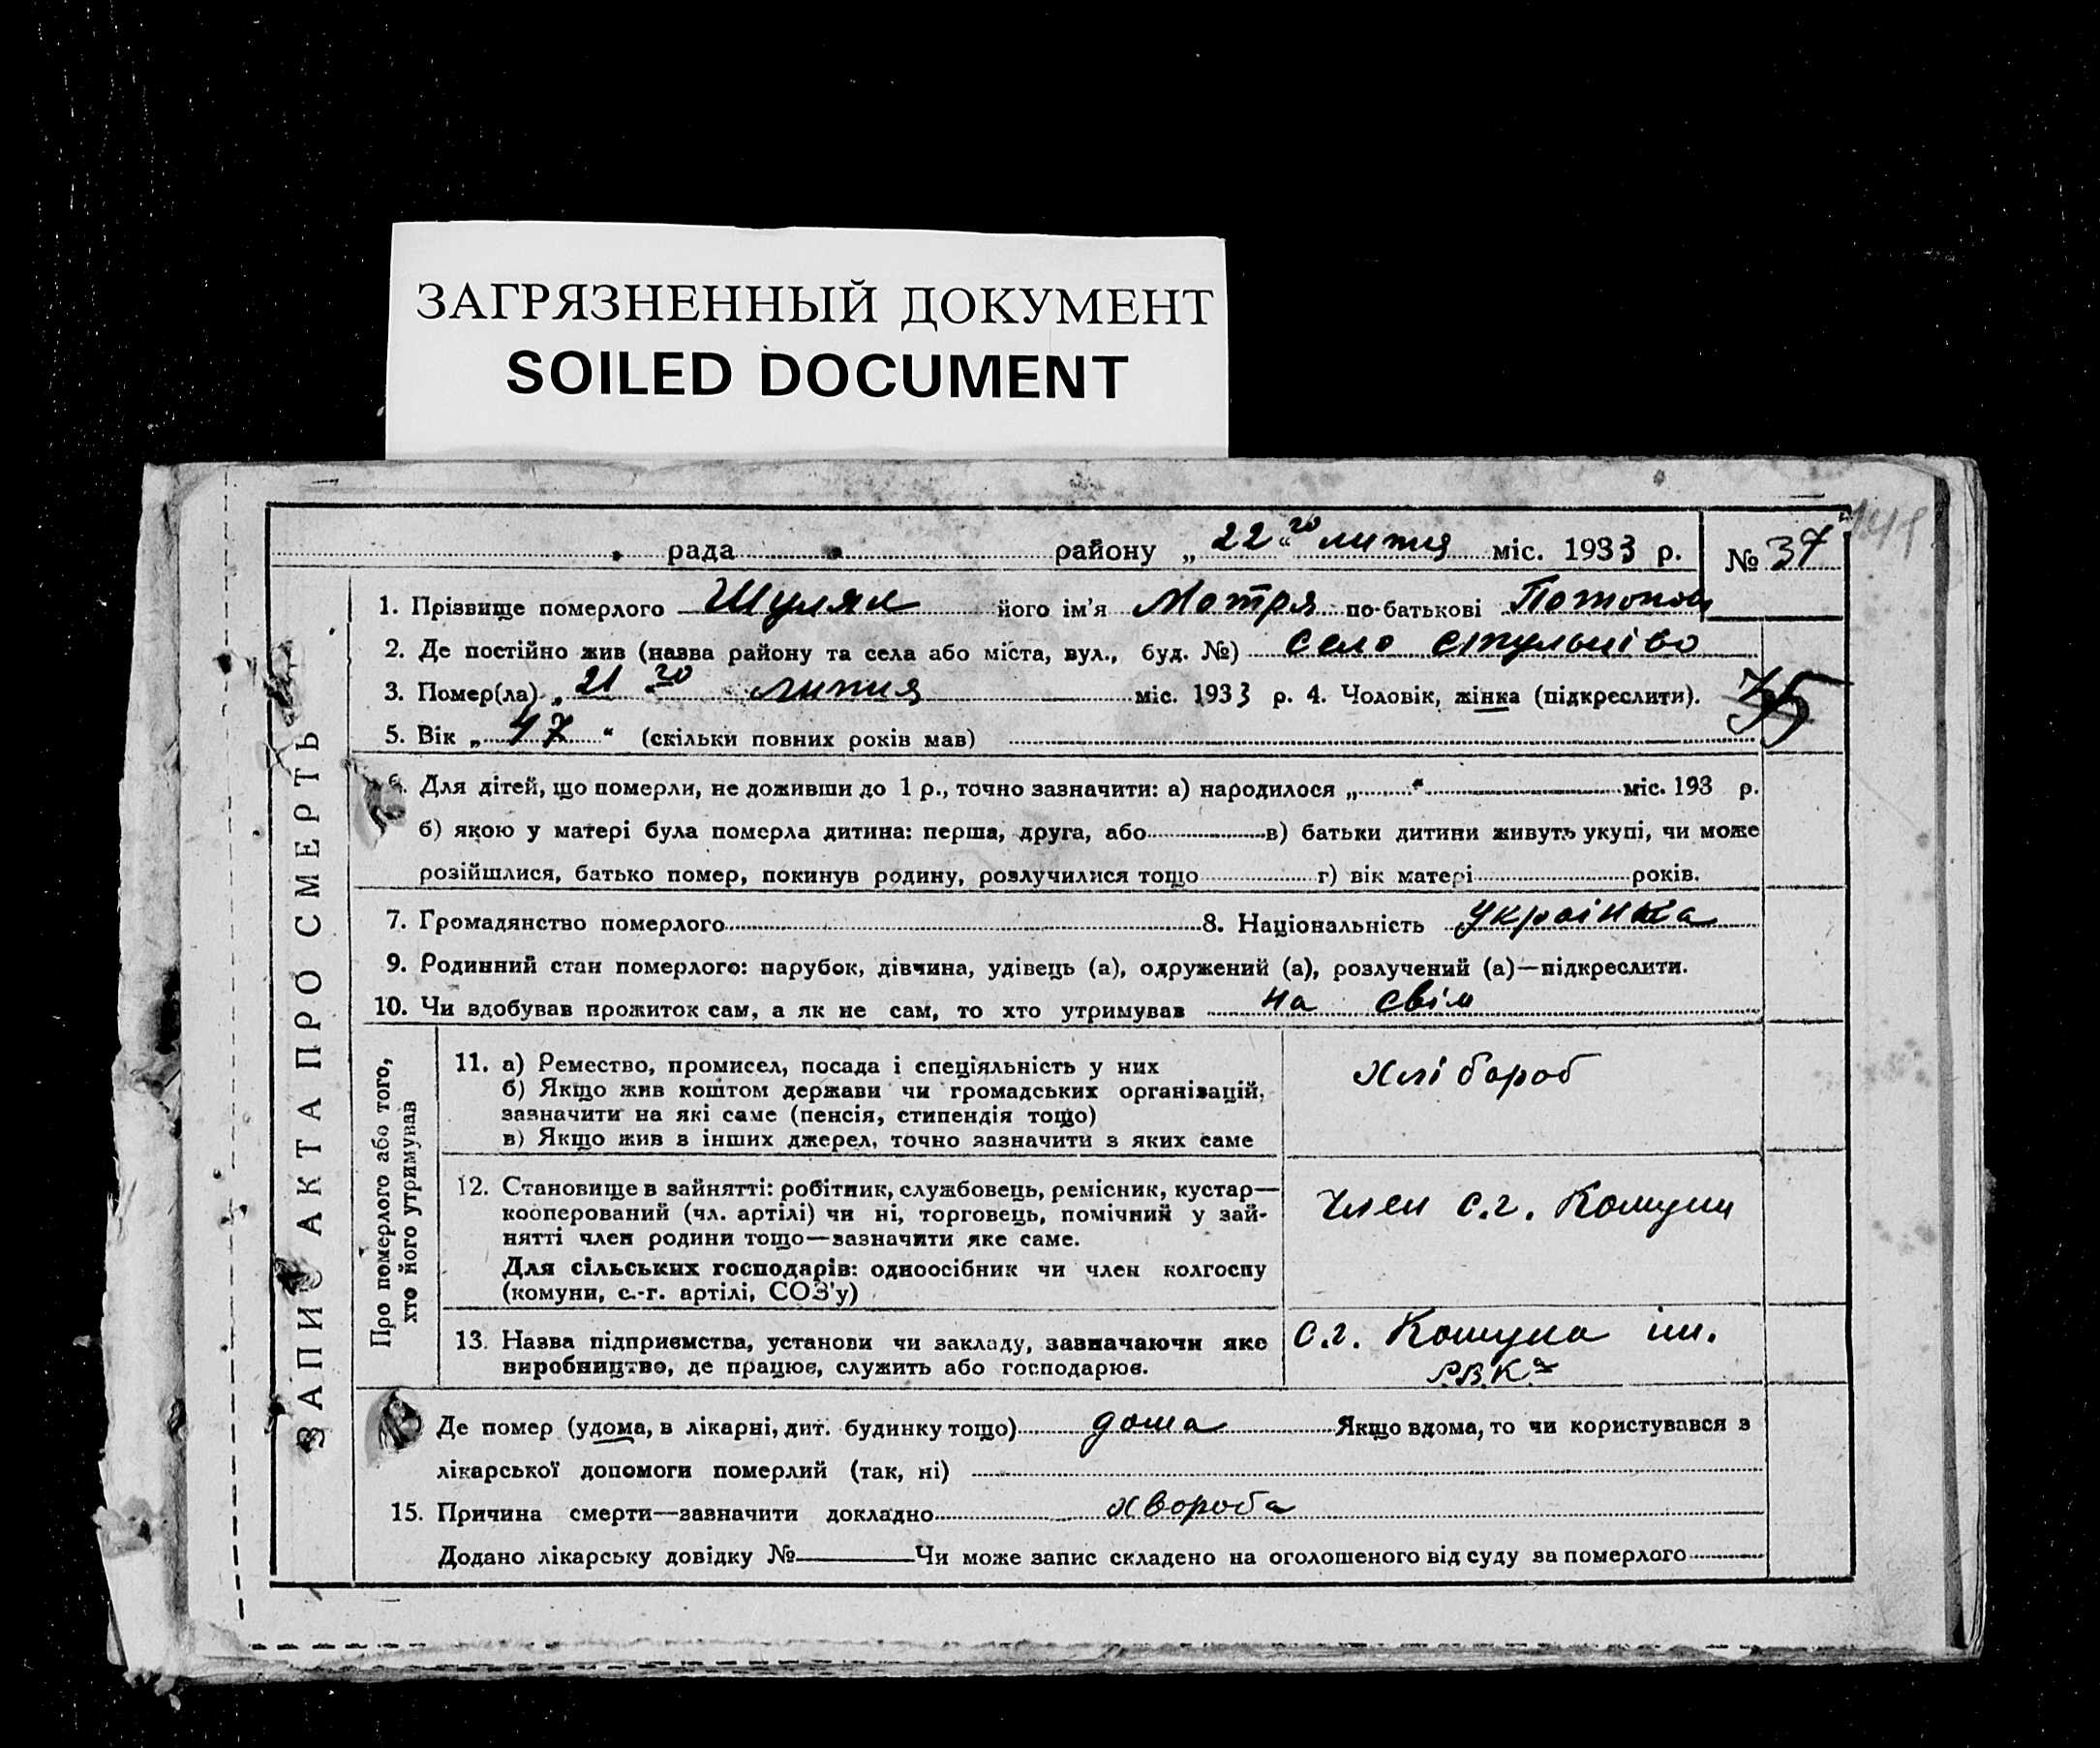 ЗАГРЯЗНЕННЫЙ ДОКУМЕНТ
SOILED DOCUMENT
рада району „22го“ липня міс. 1933 р. № 37
1. Прізвище померлого Шуляк його ім'я Мотря по-батькові
2. Де постійно жив (назва району та села або міста, вул., буд. №) село
3. Помер(ла) „21го липня міс. 1933 р. 4. Чоловік, жінка (підкреслити).
5. Вік „47“ (скільки повних років мав)
6. Для дітей, що померли, не доживши до 1 р., точно зазначити: а) народилося „ “ міс. 193 р.
б) якою у матері була померла дитина: перша, друга, або в) батьки дитини живуть укупі, чи може
розійшлися, батько помер, покинув родину, розлучилися тощо г) вік матері років.
7. Громадянство померлого 8. Національність Українка
9. Родинний стан померлого: парубок, дівчина, удівець (а), одружений (а), розлучений (а)—підкреслити.
10. Чи здобував прожиток сам, а як не сам, то хто утримував на свім
ЗАПИС АКТА ПРО СМЕРТЬ
Про померлого або того,
хто його утримував
11. а) Ремество, промисел, посада і спеціяльність у них
б) Якщо жив коштом держави чи громадських організацій,
зазначити на які саме (пенсія, стипендія тощо)
в) Якщо жив з інших джерел, точно зазначити з яких саме
хлібороб
12. Становище в зайнятті: робітник, службовець, ремісник, кустар—
кооперований (чл. артілі) чи ні, торговець, помічний у зай-
нятті член родини тощо—зазначити яке саме.
Для сільських господарів: одноосібник чи член колгоспу
(комуни, с.-г. артілі, СОЗ'у)
Член с.г. Комуни
13. Назва підприємства, установи чи закладу, зазначаючи яке
виробництво, де працює, служить або господарює.
с.г. Комуна ім.
Р.В.К.а
Де помер (удома, в лікарні, дит. будинку тощо) дома Якщо вдома, то чи користувався з
лікарської допомоги померлий (так, ні)
15. Причина смерти—зазначити докладно хвороба
Додано лікарську довідку № Чи може запис складено на оголошеного від суду за померлого